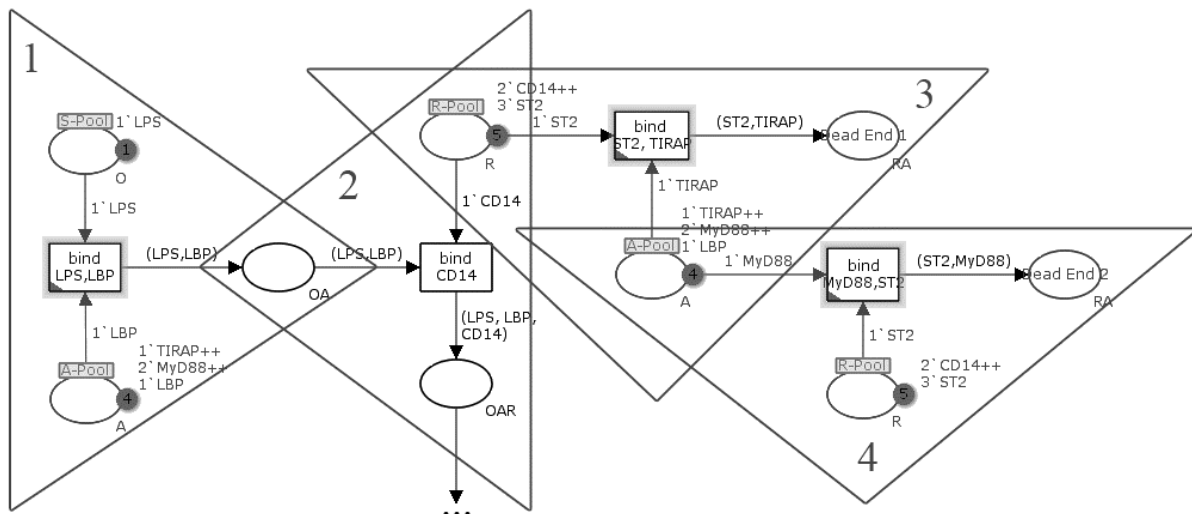 1
S-Pool
1`LPS
1
O
1`LPS
bind
LPS,LBP
(LPS,LBP)
1`LBP
A-Pool
1`TIRAP++
2`MyD88++
1`LBP
4
A
2
OA
(LPS,LBP)
R-Pool
2`CD14++
3`ST2
5
R
1`ST2
1`CD14
bind
CD14
(LPS, LBP,
CD14)
OAR
...
3
bind
ST2, TIRAP
(ST2,TIRAP)
Dead End 1
RA
1`TIRAP
1`TIRAP++
2`MyD88++
1`LBP
A-Pool
4
A
1`MyD88
bind
MyD88,ST2
(ST2,MyD88)
Dead End 2
RA
1`ST2
R-Pool
2`CD14++
3`ST2
5
R
4